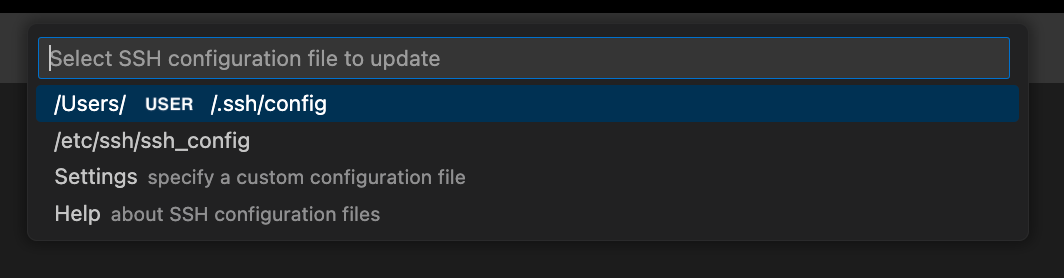 Select SSH configuration file to update
/Users/ USER /.ssh/config
/etc/ssh/ssh_config
Settings specify a custom configuration file
Help about SSH configuration files